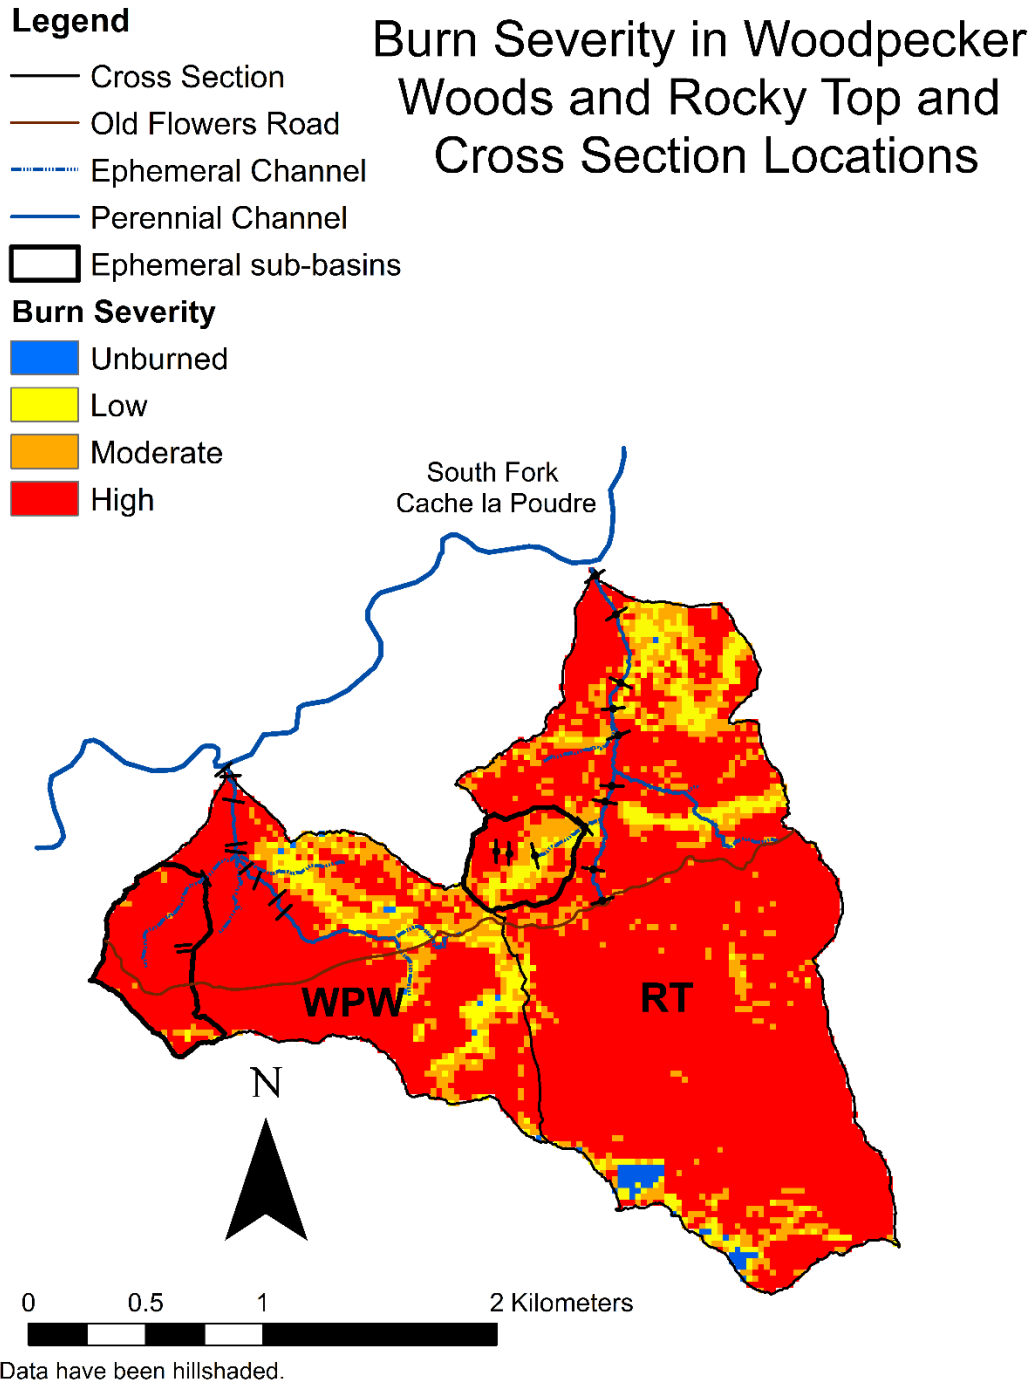 Legend
Burn Severity in Woodpecker
Woods and Rocky Top and
Cross Section Locations
Cross Section
Old Flowers Road
Ephemeral Channel
Perennial Channel
Ephemeral sub-basins
Burn Severity
Unburned
Low
Moderate
High
South Fork
Cache la Poudre
WPW
RT
N
0 0.5 1 2 Kilometers
Data have been hillshaded.